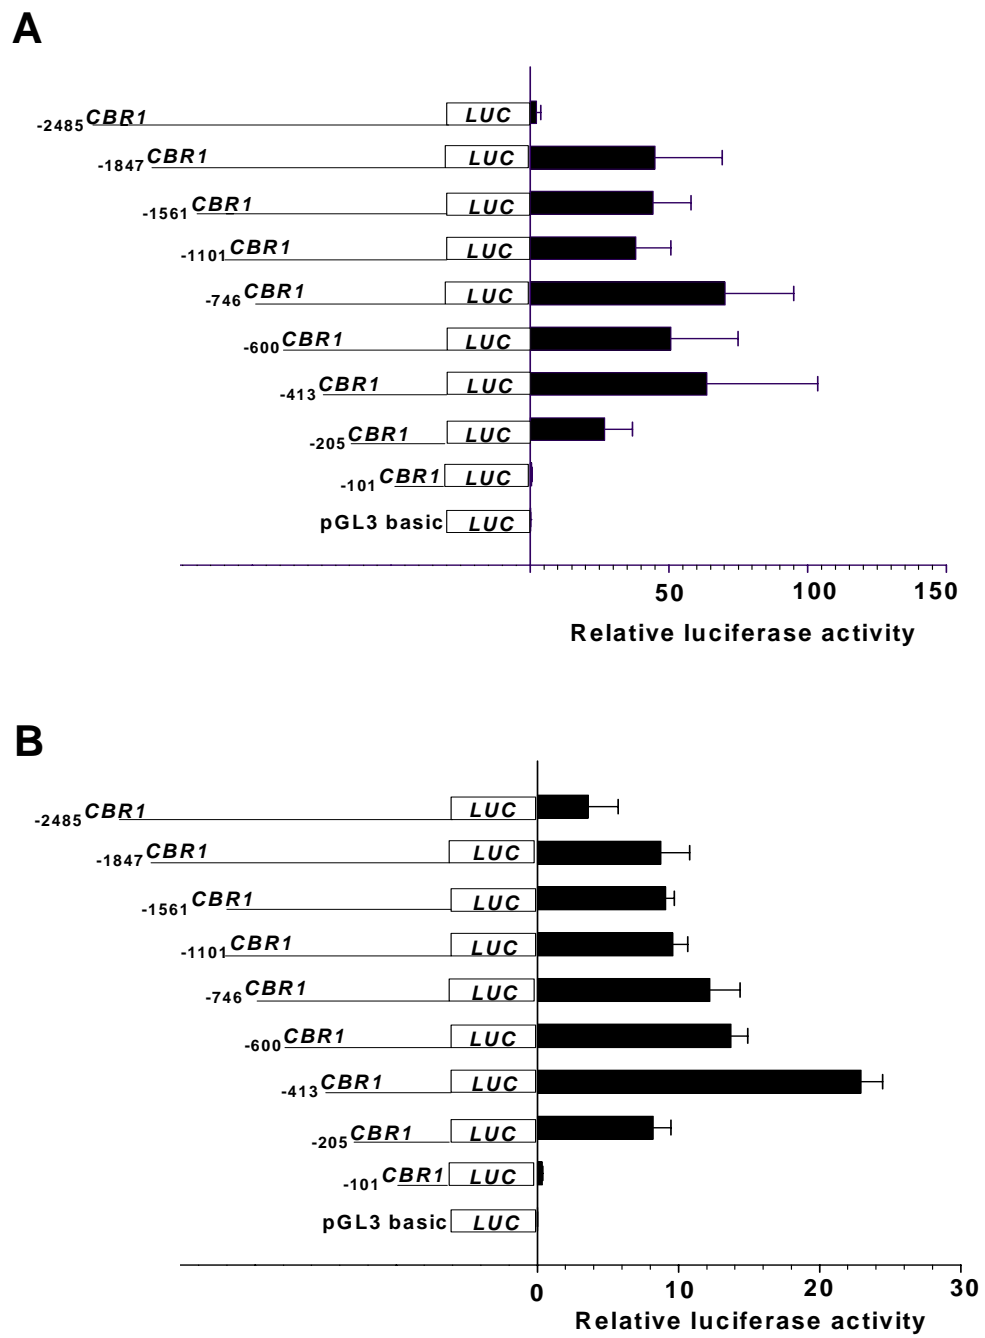 A
-2485CBR1 LUC
-1847CBR1 LUC
-1561CBR1 LUC
-1101CBR1 LUC
-746CBR1 LUC
-600CBR1 LUC
-413CBR1 LUC
-205CBR1 LUC
-101CBR1 LUC
pGL3 basic LUC
50 100 150
Relative luciferase activity
B
-2485CBR1 LUC
-1847CBR1 LUC
-1561CBR1 LUC
-1101CBR1 LUC
-746CBR1 LUC
-600CBR1 LUC
-413CBR1 LUC
-205CBR1 LUC
-101CBR1 LUC
pGL3 basic LUC
0 10 20 30
Relative luciferase activity